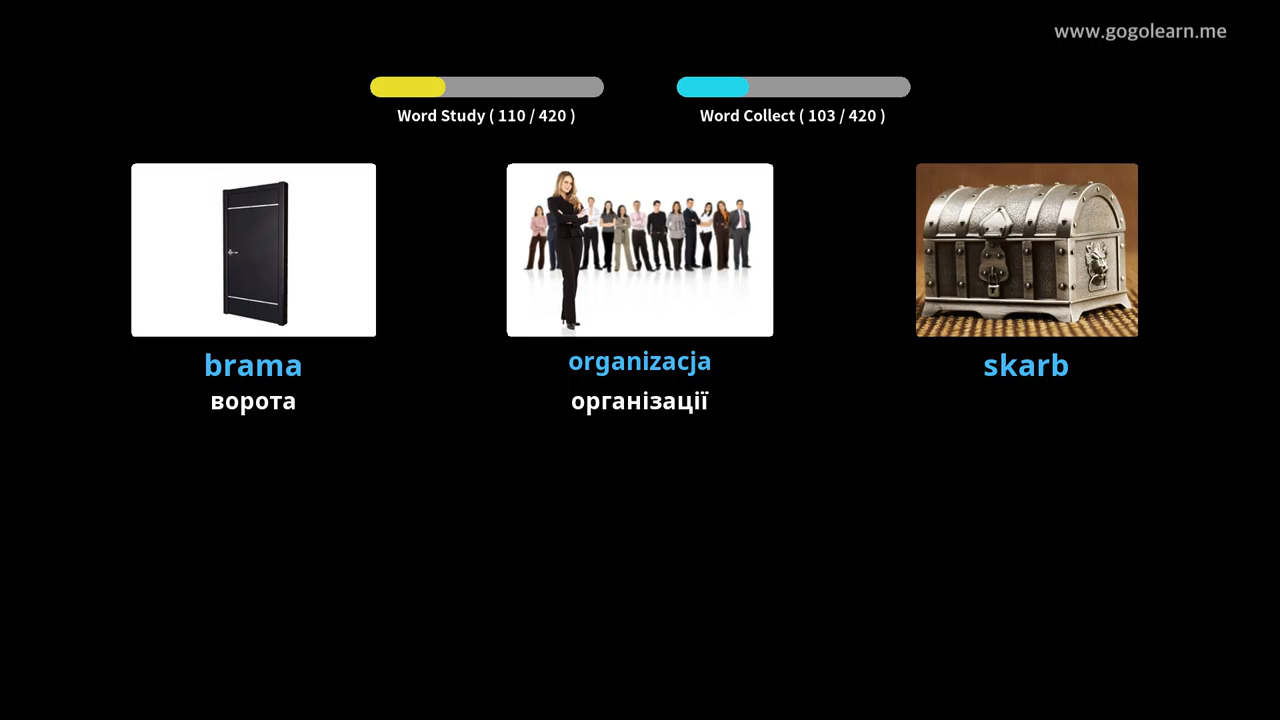 www.gogolearn.me
Word Study ( 110 / 420 )
Word Collect ( 103 / 420 )
brama
organizacja
skarb
ворота
організації